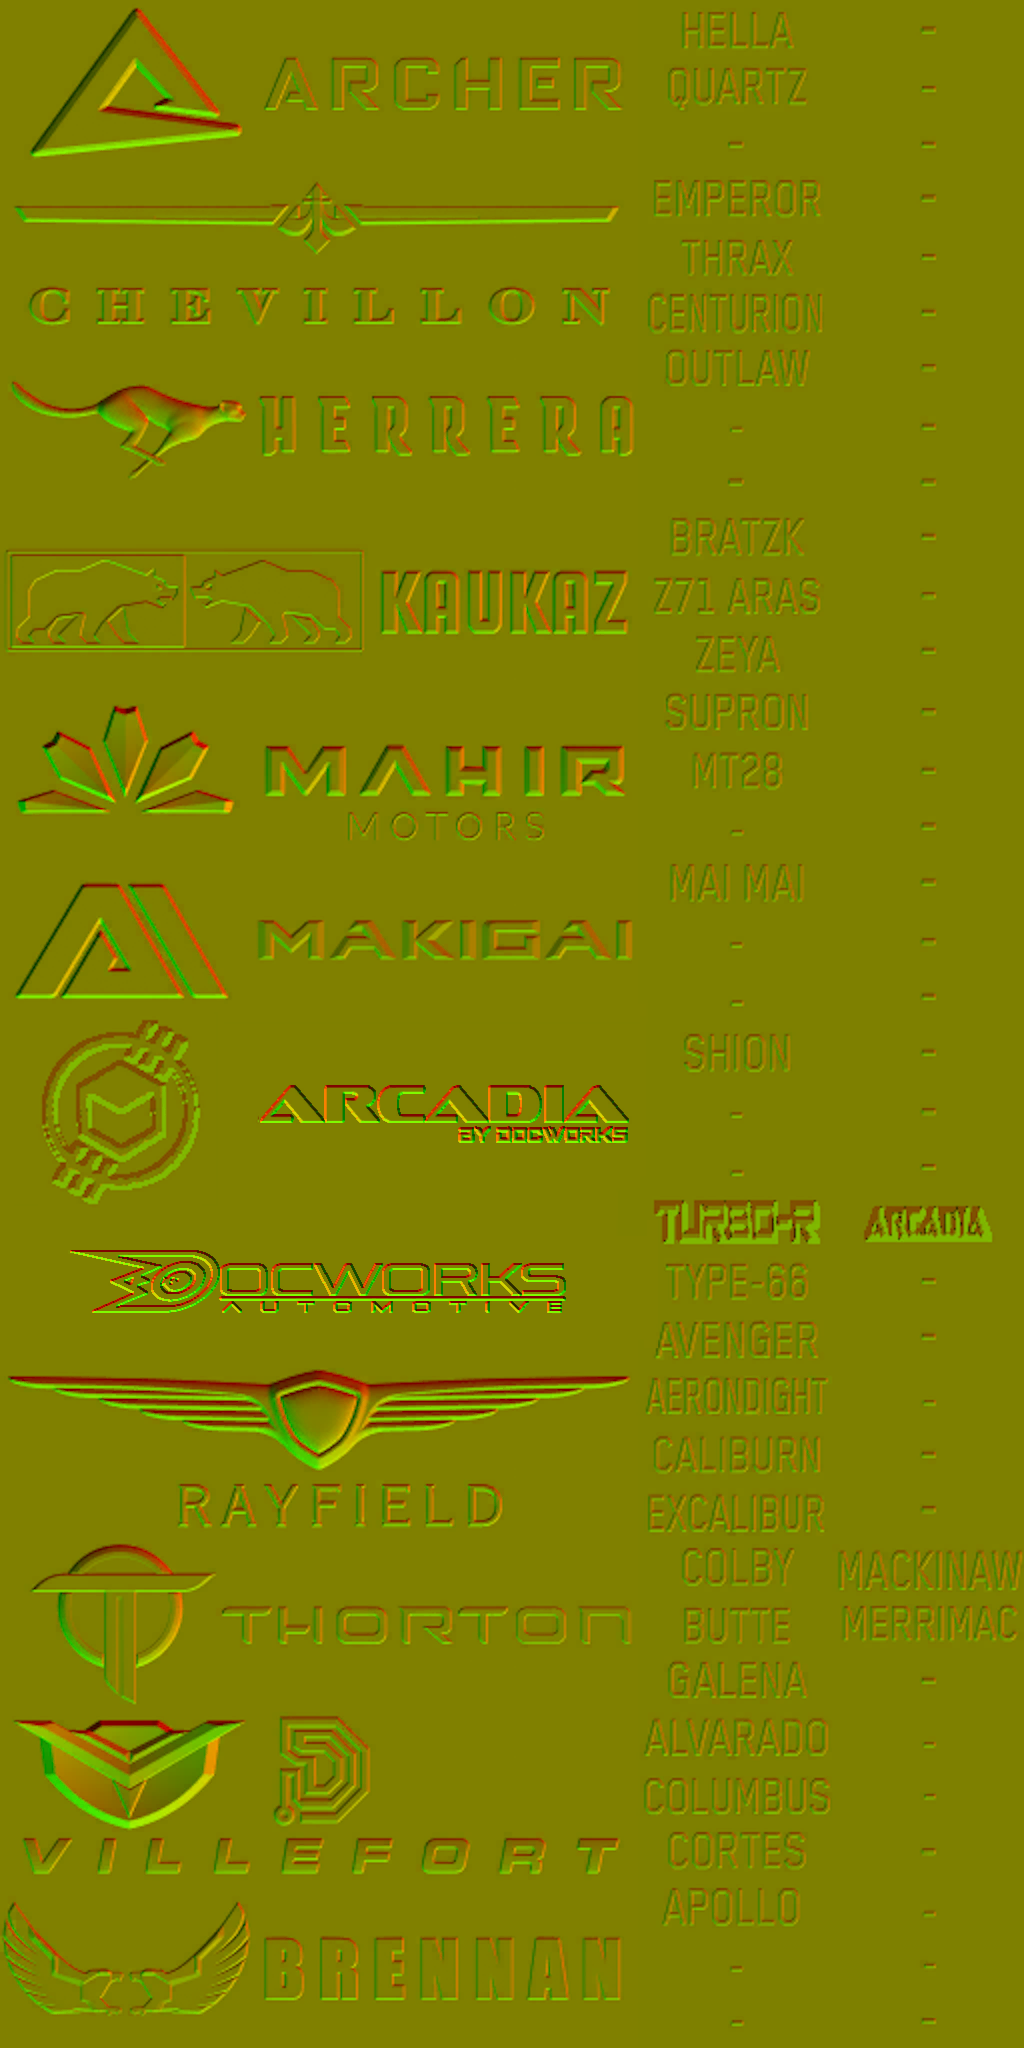 ARCHER
HELLA -
QUARTZ -
- -
CHEVILLON
EMPEROR -
THRAX -
CENTURION -
HERRERA
OUTLAW -
- -
- -
KAUKAZ
BRATZK -
Z71 ARAS -
ZEYA -
MAHIR
MOTORS
SUPRON -
MT28 -
- -
MAKIGAI
MAI MAI -
- -
- -
ARCADIA
BY DOCWORKS
SHION -
- -
- -
DOCWORKS
AUTOMOTIVE
TURBO-R ARCADIA
TYPE-66 -
AVENGER -
RAYFIELD
AERONDIGHT -
CALIBURN -
EXCALIBUR -
THORTON
COLBY MACKINAW
BUTTE MERRIMAC
GALENA -
D
VILLEFORT
ALVARADO -
COLUMBUS -
CORTES -
BRENNAN
APOLLO -
- -
- -